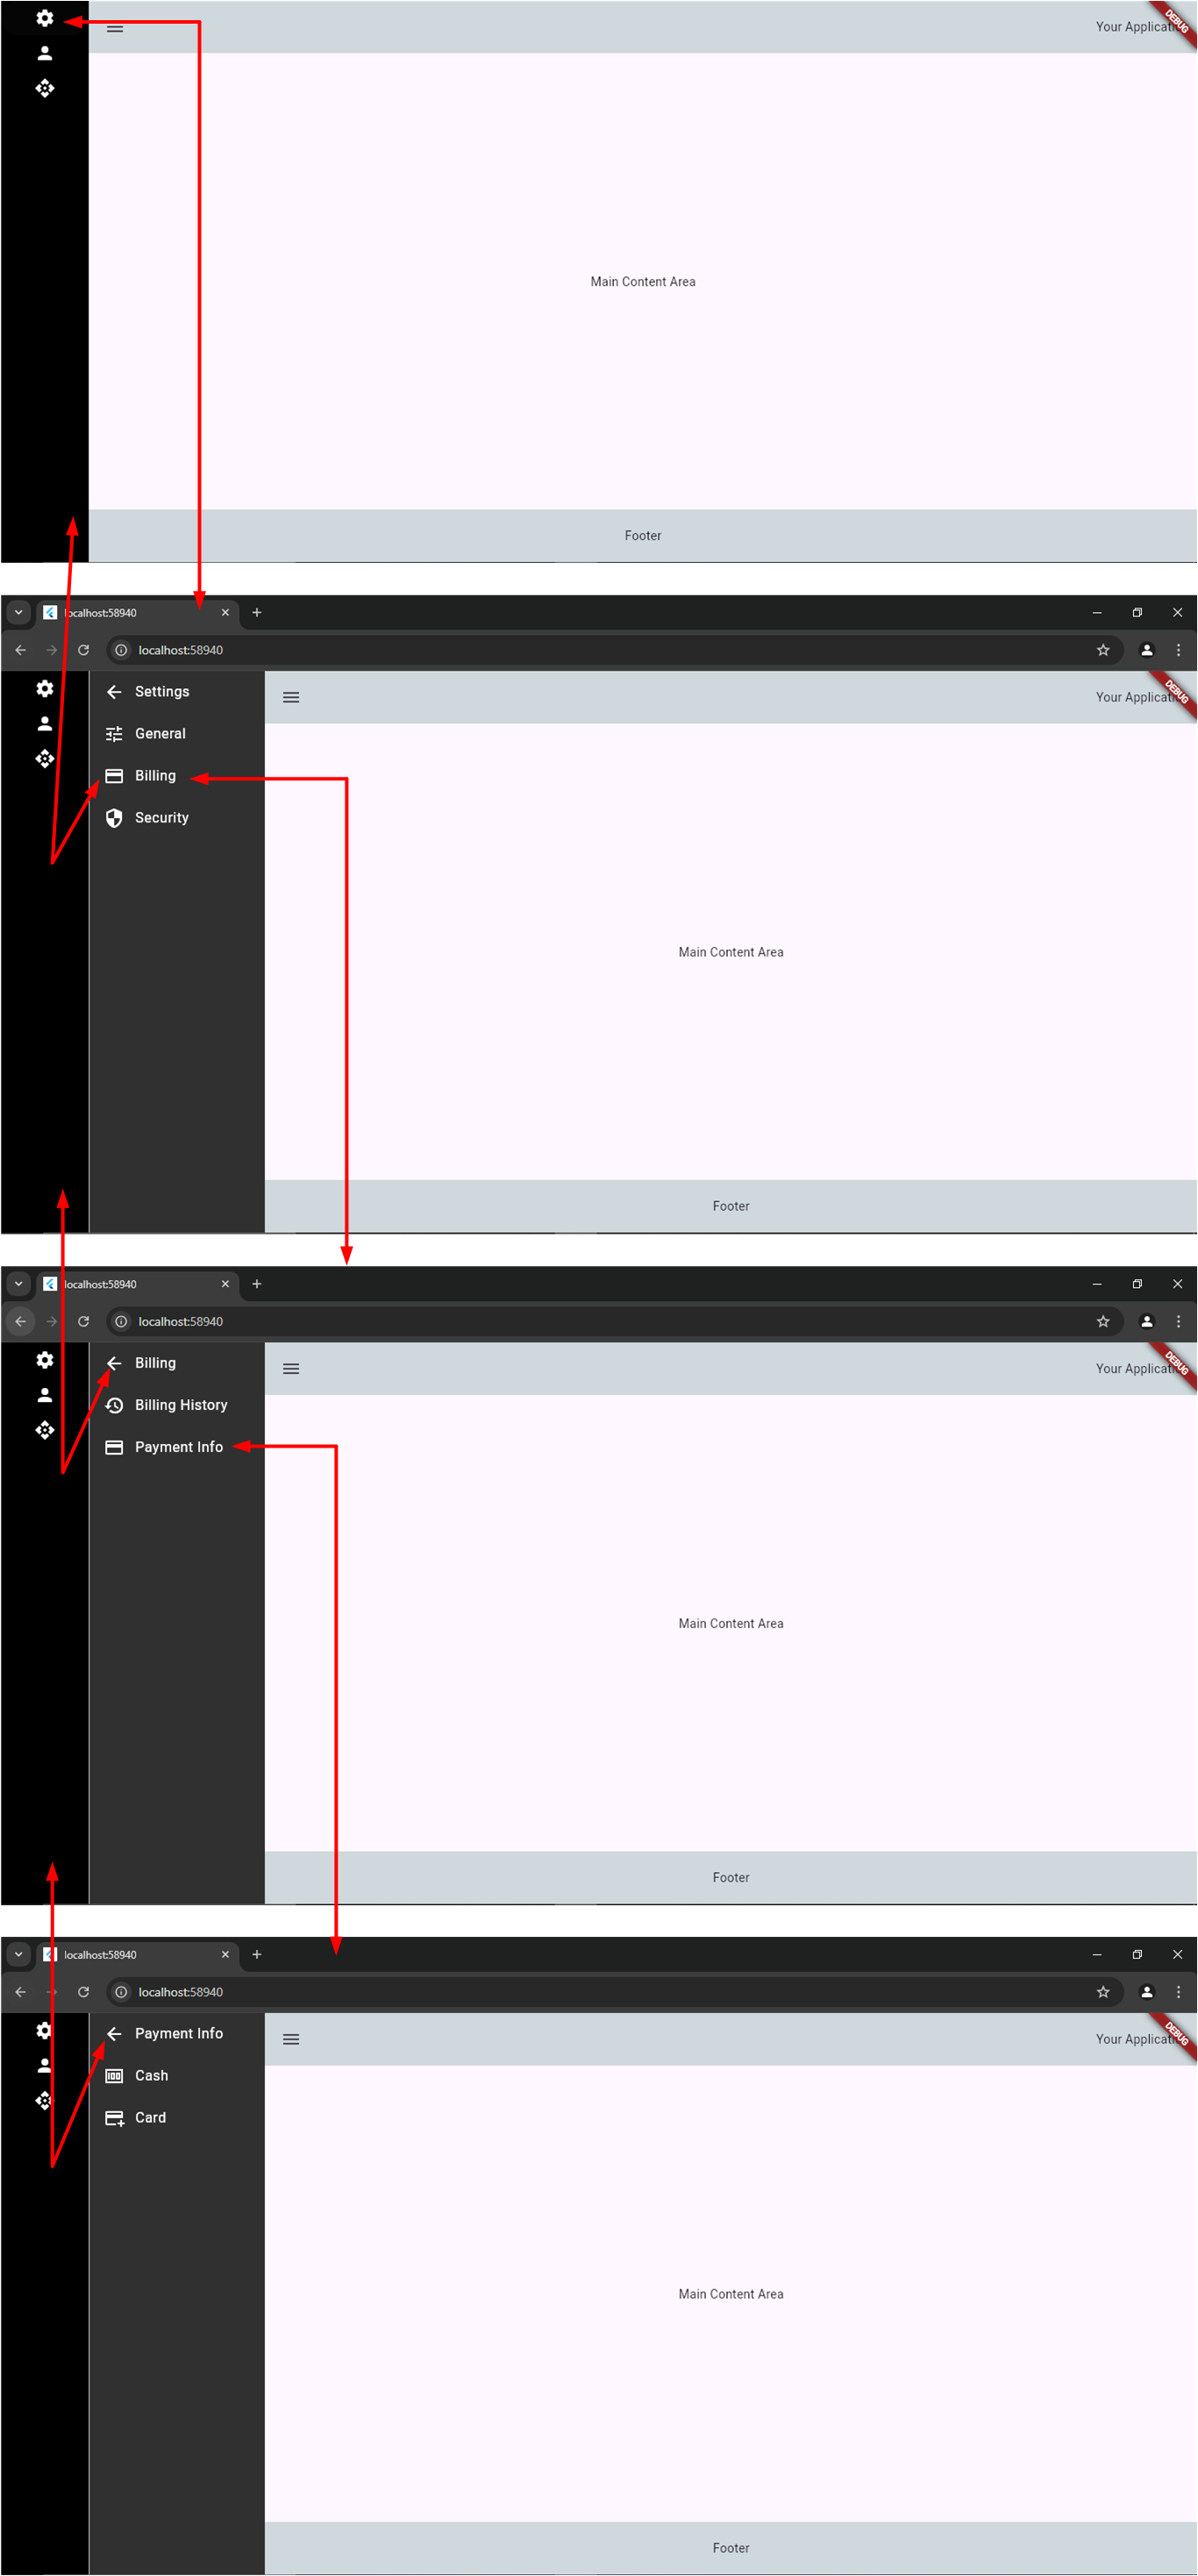 Your Applicati
DEBUG
Main Content Area
Footer
localhost:58940
localhost:58940
Settings
Your Applicati
DEBUG
General
Billing
Security
Main Content Area
Footer
localhost:58940
localhost:58940
Billing
Your Applicati
DEBUG
Billing History
Payment Info
Main Content Area
Footer
localhost:58940
localhost:58940
Payment Info
Your Applicati
DEBUG
Cash
Card
Main Content Area
Footer